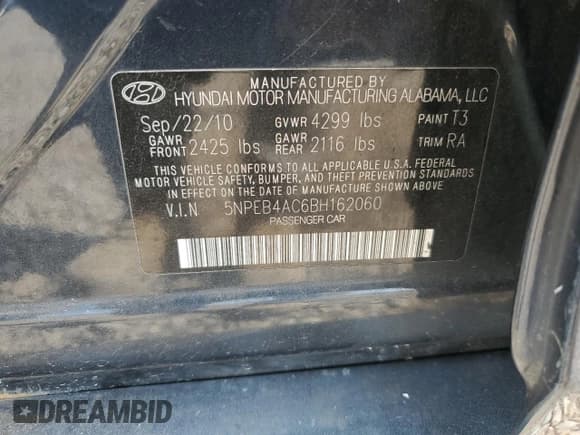 MANUFACTURED BY
HYUNDAI MOTOR MANUFACTURING ALABAMA, LLC
Sep/22/10 GVWR 4299 lbs PAINT T3
GAWR FRONT 2425 lbs GAWR REAR 2116 lbs TRIM RA
THIS VEHICLE CONFORMS TO ALL APPLICABLE U.S.A. FEDERAL
MOTOR VEHICLE SAFETY, BUMPER, AND THEFT PREVENTION STANDARDS
IN EFFECT ON THE DATE OF MANUFACTURE SHOWN ABOVE.
V.I.N 5NPEB4AC6BH162060
PASSENGER CAR
DREAMBID